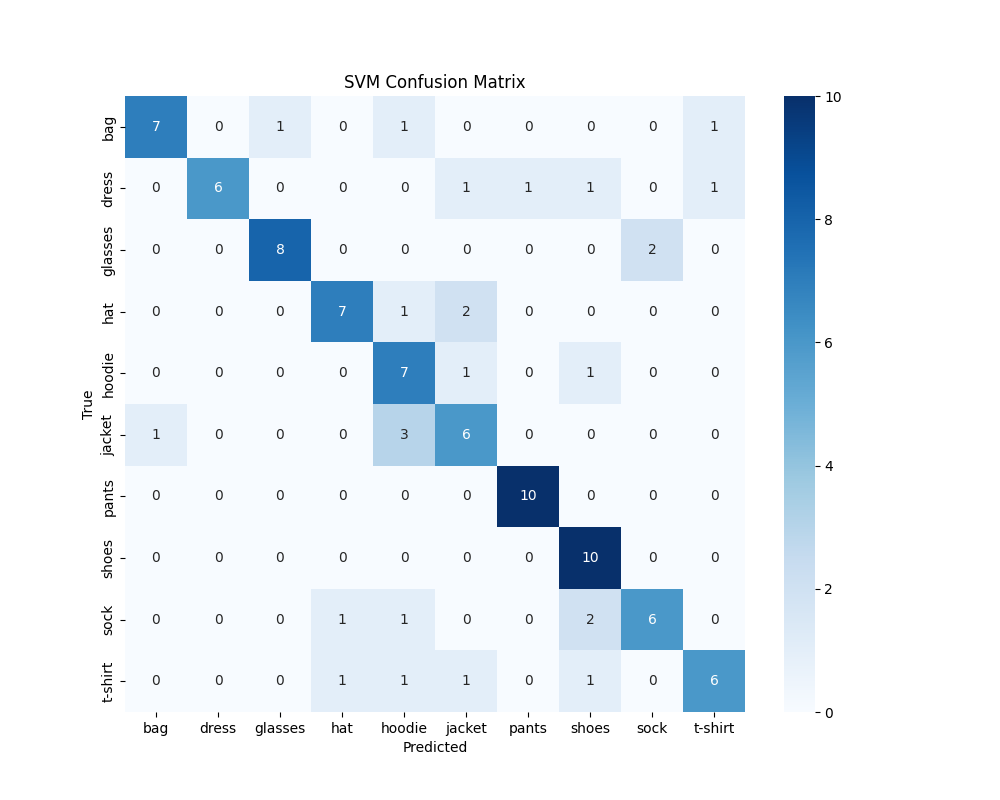 SVM Confusion Matrix
bag 7 0 1 0 1 0 0 0 0 1
dress 0 6 0 0 0 1 1 1 0 1
glasses 0 0 8 0 0 0 0 0 2 0
hat 0 0 0 7 1 2 0 0 0 0
hoodie 0 0 0 0 7 1 0 1 0 0
jacket 1 0 0 0 3 6 0 0 0 0
pants 0 0 0 0 0 0 10 0 0 0
shoes 0 0 0 0 0 0 0 10 0 0
sock 0 0 0 1 1 0 0 2 6 0
t-shirt 0 0 0 1 1 1 0 1 0 6
bag dress glasses hat hoodie jacket pants shoes sock t-shirt
Predicted
True
10
8
6
4
2
0